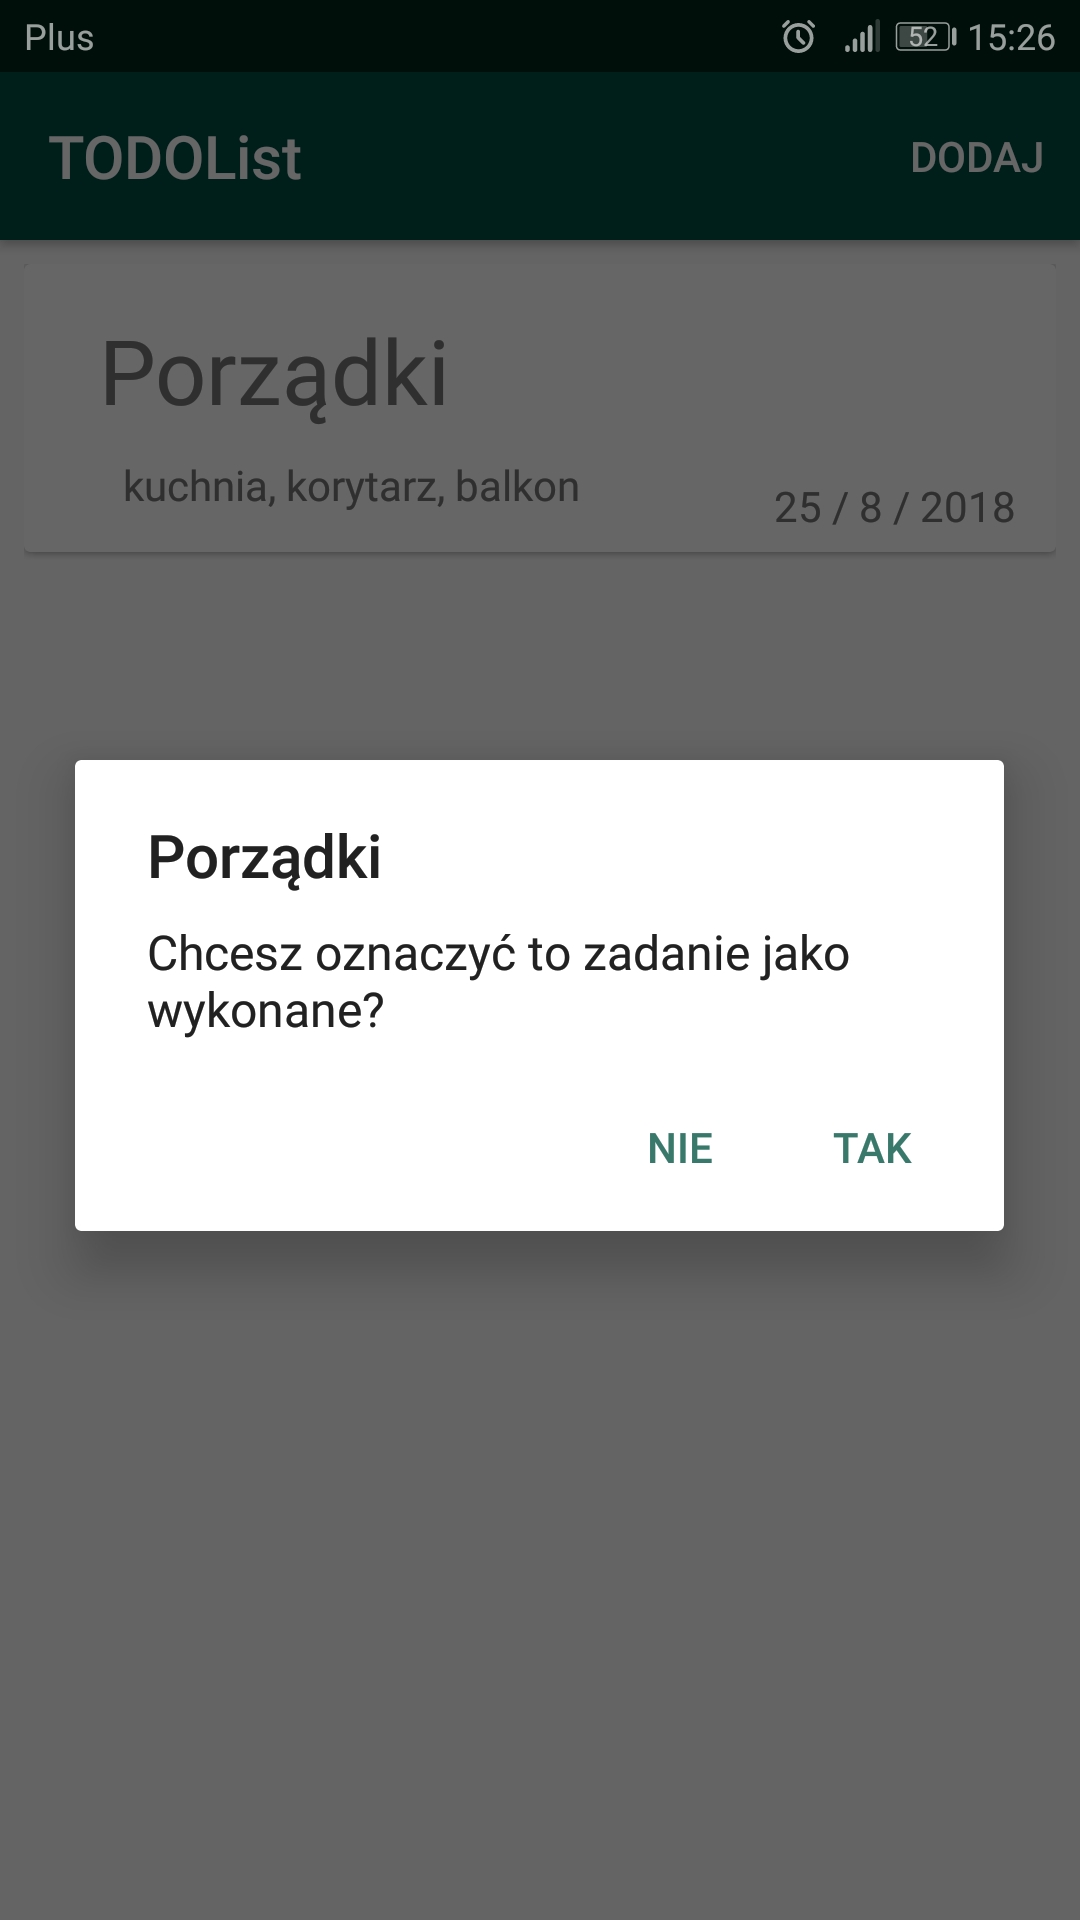 Plus
52 15:26
TODOList
DODAJ
Porządki
kuchnia, korytarz, balkon
25 / 8 / 2018
Porządki
Chcesz oznaczyć to zadanie jako
wykonane?
NIE TAK